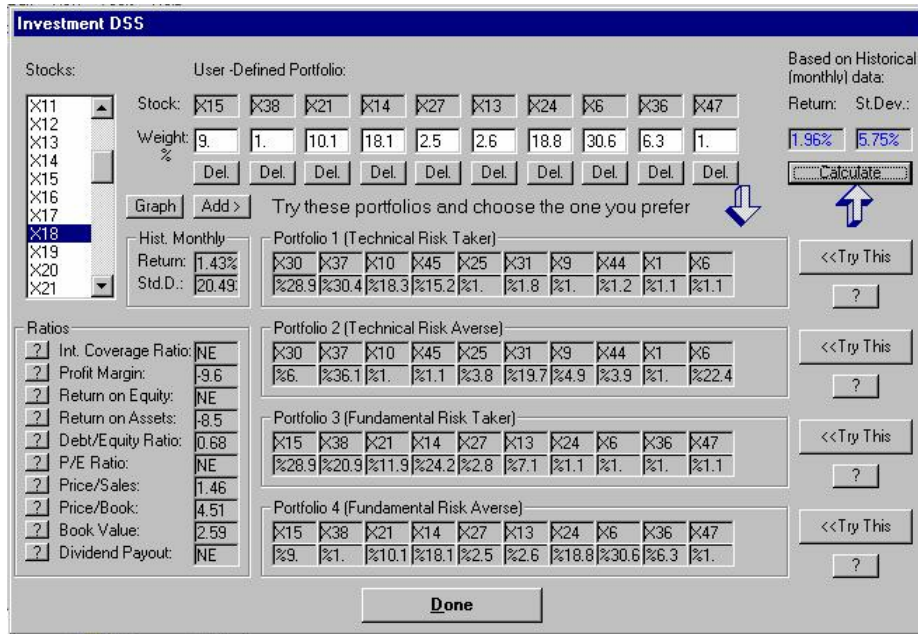 Investment DSS
Stocks:
User -Defined Portfolio:
Based on Historical
(monthly) data:
Return: St.Dev.:
1.96% 5.75%
Calculate
X11
X12
X13
X14
X15
X16
X17
X18
X19
X20
X21
Stock: X15 X38 X21 X14 X27 X13 X24 X6 X36 X47
Weight: 9. 1. 10.1 18.1 2.5 2.6 18.8 30.6 6.3 1.
%
Del. Del. Del. Del. Del. Del. Del. Del. Del. Del.
Graph Add > Try these portfolios and choose the one you prefer
Hist. Monthly
Return: 1.43%
Std.D.: 20.49
Portfolio 1 (Technical Risk Taker)
X30 X37 X10 X45 X25 X31 X9 X44 X1 X6
%28.9 %30.4 %18.3 %15.2 %1. %1.8 %1. %1.2 %1.1 %1.1
<<Try This
?
Ratios
? Int. Coverage Ratio: NE
? Profit Margin: -9.6
? Return on Equity: NE
? Return on Assets: -8.5
? Debt/Equity Ratio: 0.68
? P/E Ratio: NE
? Price/Sales: 1.46
? Price/Book: 4.51
? Book Value: 2.59
? Dividend Payout: NE
Portfolio 2 (Technical Risk Averse)
X30 X37 X10 X45 X25 X31 X9 X44 X1 X6
%6. %36.1 %1. %1.1 %3.8 %19.7 %4.9 %3.9 %1. %22.4
<<Try This
?
Portfolio 3 (Fundamental Risk Taker)
X15 X38 X21 X14 X27 X13 X24 X6 X36 X47
%28.9 %20.9 %11.9 %24.2 %2.8 %7.1 %1.1 %1. %1. %1.1
<<Try This
?
Portfolio 4 (Fundamental Risk Averse)
X15 X38 X21 X14 X27 X13 X24 X6 X36 X47
%9. %1. %10.1 %18.1 %2.5 %2.6 %18.8 %30.6 %6.3 %1.
<<Try This
?
Done